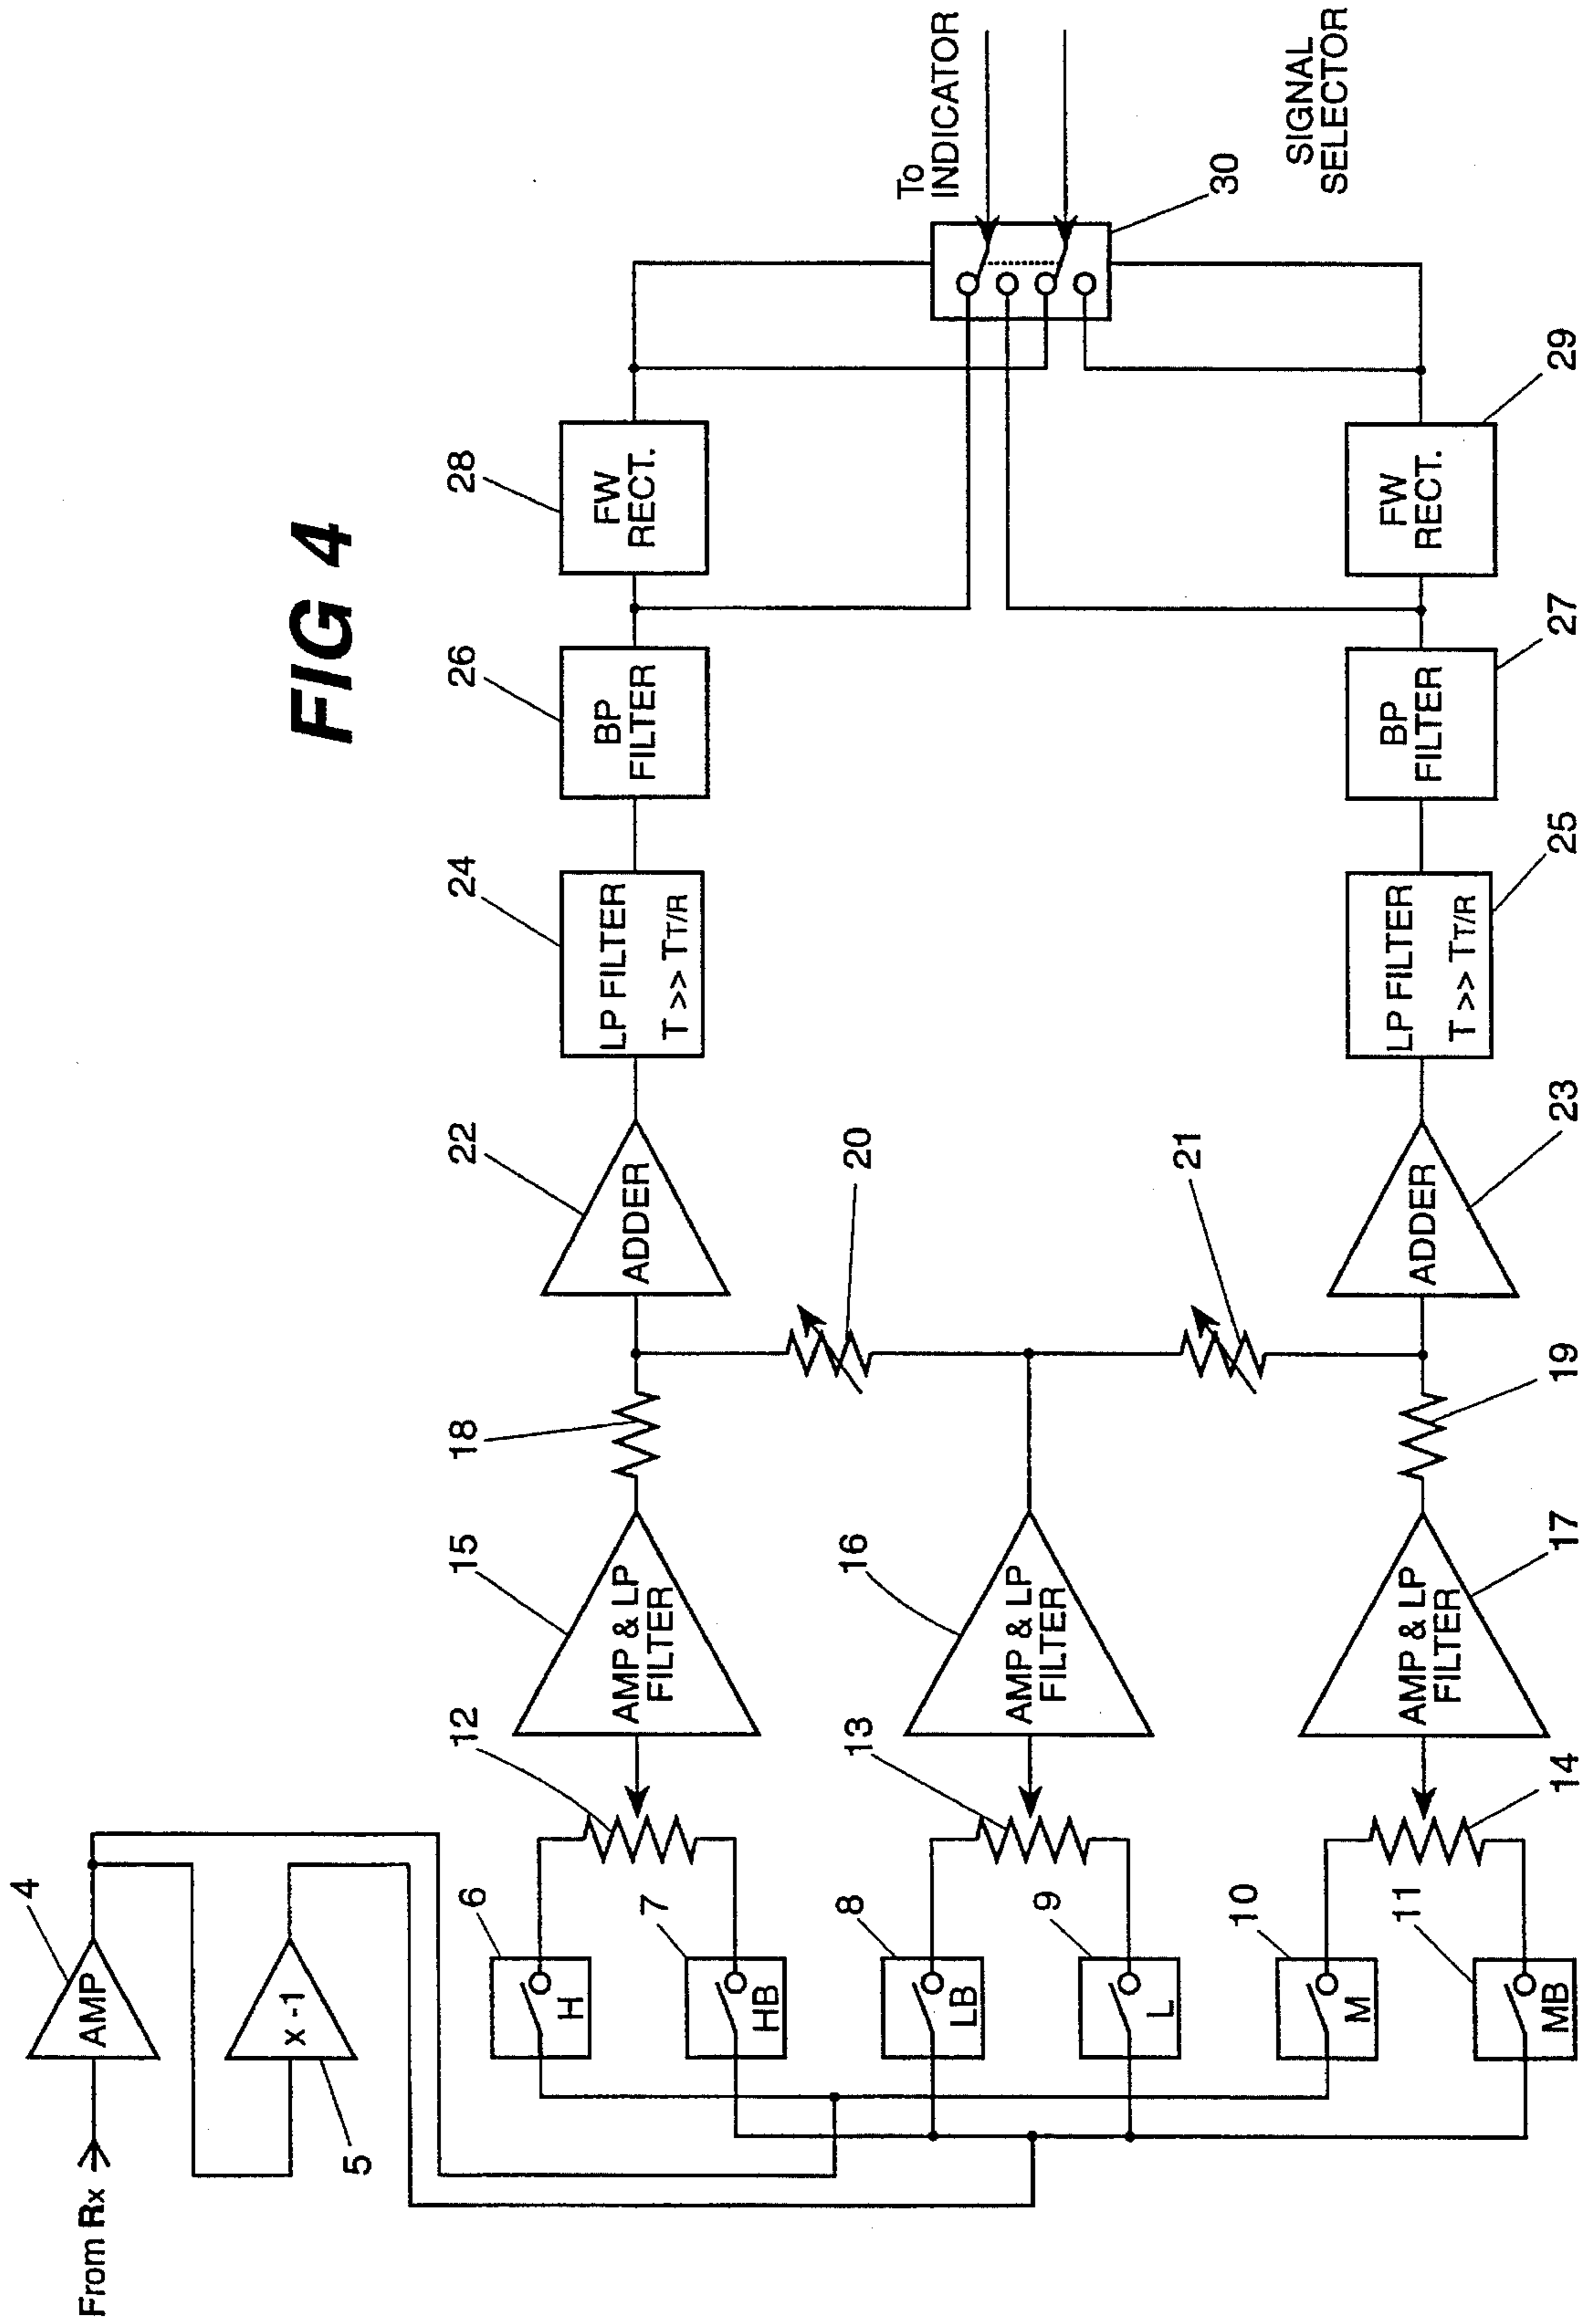 FIG 4
From Rx
AMP
4
x -1
5
H
6
HB
7
LB
8
L
9
M
10
MB
11
12
13
14
AMP & LP
FILTER
15
AMP & LP
FILTER
16
AMP & LP
FILTER
17
18
19
20
21
ADDER
22
ADDER
23
LP FILTER
T >> TT/R
24
LP FILTER
T >> TT/R
25
BP
FILTER
26
BP
FILTER
27
FW
RECT.
28
FW
RECT.
29
To
INDICATOR
30
SIGNAL
SELECTOR